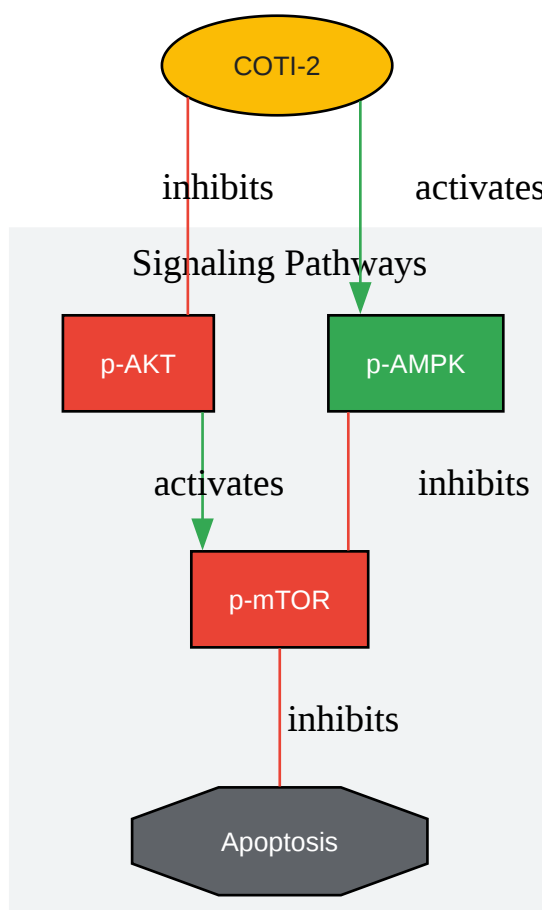 COTI-2
inhibits
activates
Signaling Pathways
p-AKT
p-AMPK
activates
inhibits
p-mTOR
inhibits
Apoptosis